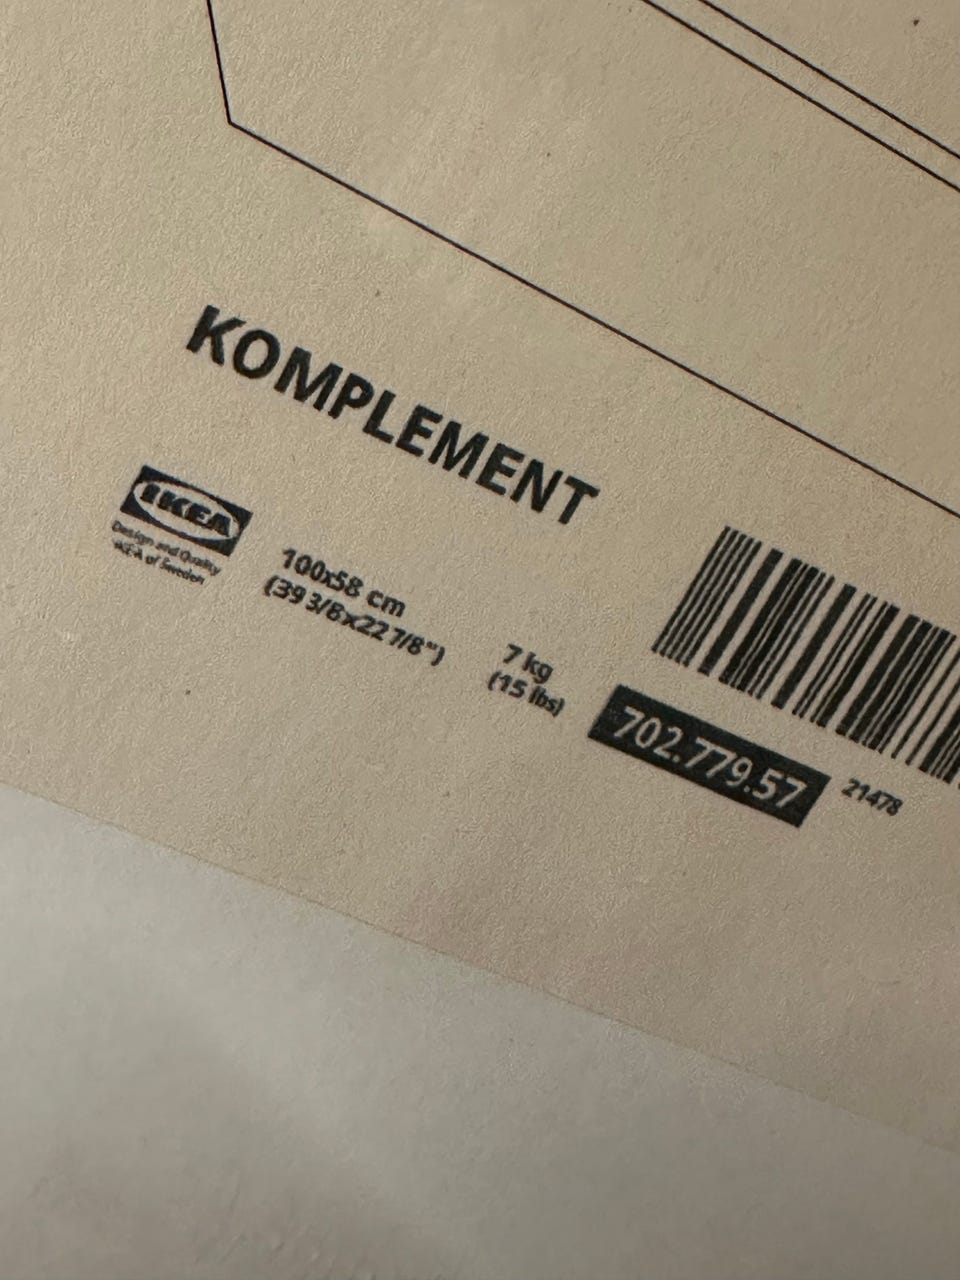 KOMPLEMENT
IKEA
Design and Quality
IKEA of Sweden
100x58 cm
(39 3/8x22 7/8")
7 kg
(15 lbs)
702.779.57
21478